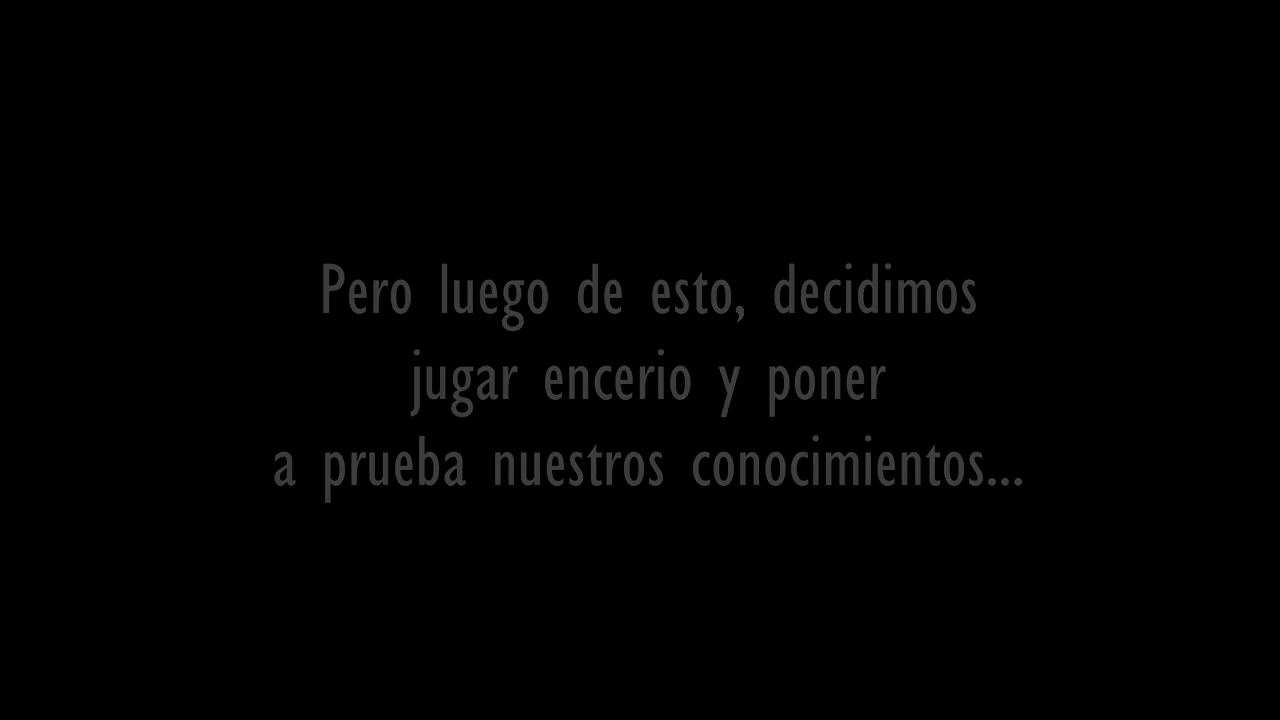 Pero luego de esto, decidimos
jugar encerio y poner
a prueba nuestros conocimientos...